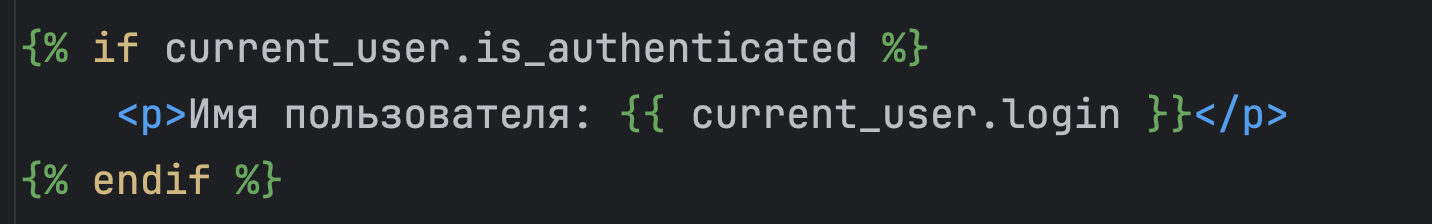 {% if current_user.is_authenticated %}
    <p>Имя пользователя: {{ current_user.login }}</p>
{% endif %}